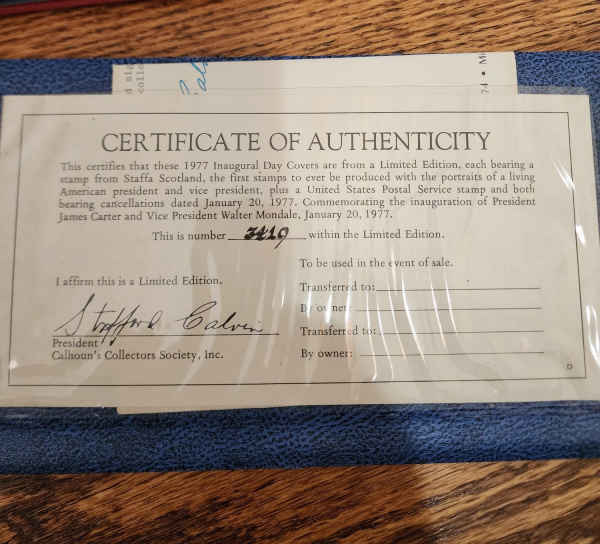 CERTIFICATE OF AUTHENTICITY
This certifies that these 1977 Inaugural Day Covers are from a Limited Edition, each bearing a
stamp from Staffa Scotland, the first stamps to ever be produced with the portraits of a living
American president and vice president, plus a United States Postal Service stamp and both
bearing cancellations dated January 20, 1977. Commemorating the inauguration of President
James Carter and Vice President Walter Mondale, January 20, 1977.
This is number 3419 within the Limited Edition.
To be used in the event of sale.
I affirm this is a Limited Edition.
Transferred to:
By owner:
Stafford Calvin
Transferred to:
President
Calhoun's Collectors Society, Inc.
By owner:
D